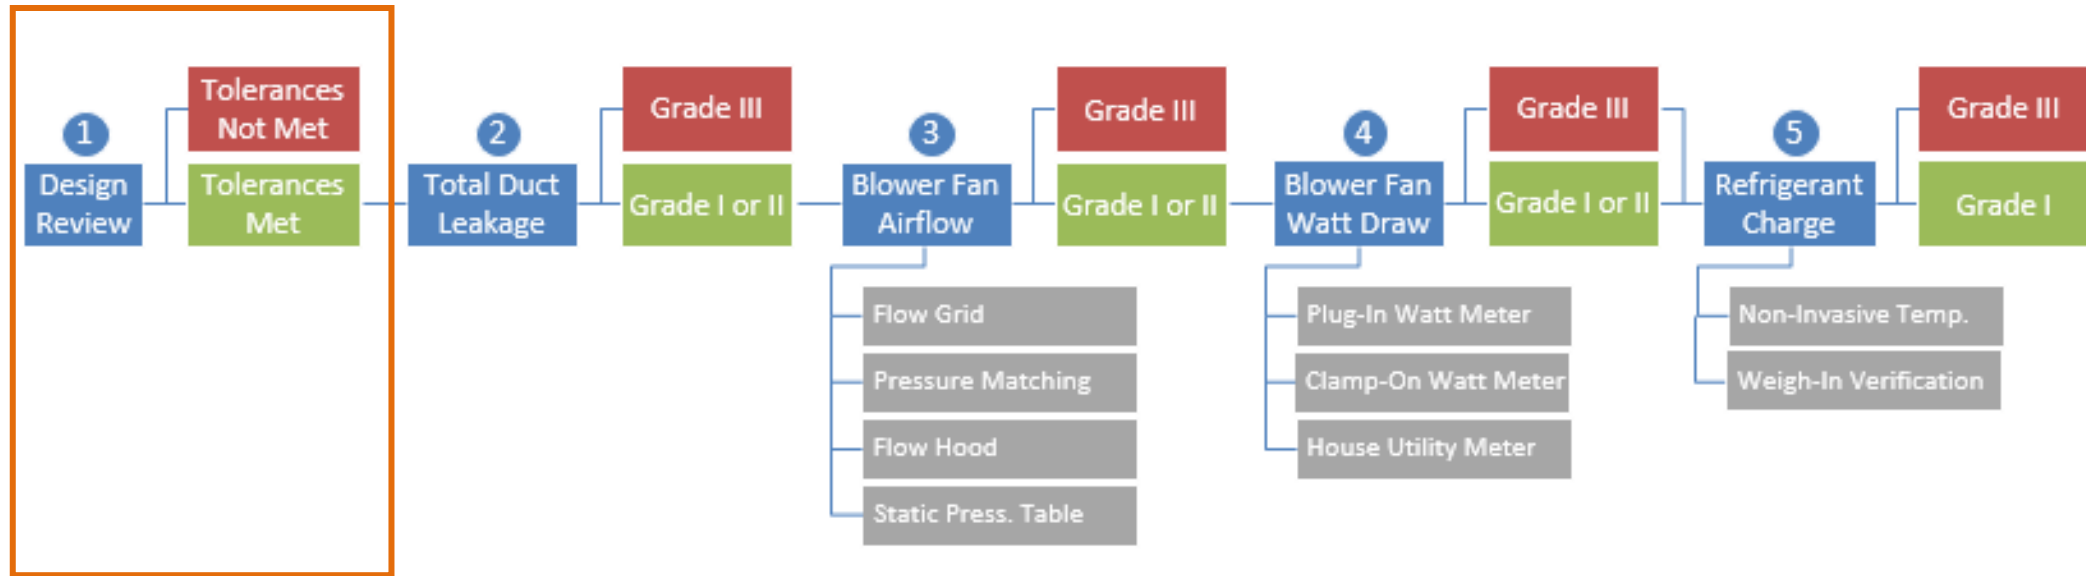 1
Design
Review
Tolerances
Not Met
Tolerances
Met
2
Total Duct
Leakage
Grade III
Grade I or II
3
Blower Fan
Airflow
Flow Grid
Pressure Matching
Flow Hood
Static Press. Table
Grade III
Grade I or II
4
Blower Fan
Watt Draw
Plug-In Watt Meter
Clamp-On Watt Meter
House Utility Meter
Grade III
Grade I or II
5
Refrigerant
Charge
Non-Invasive Temp.
Weigh-In Verification
Grade III
Grade I